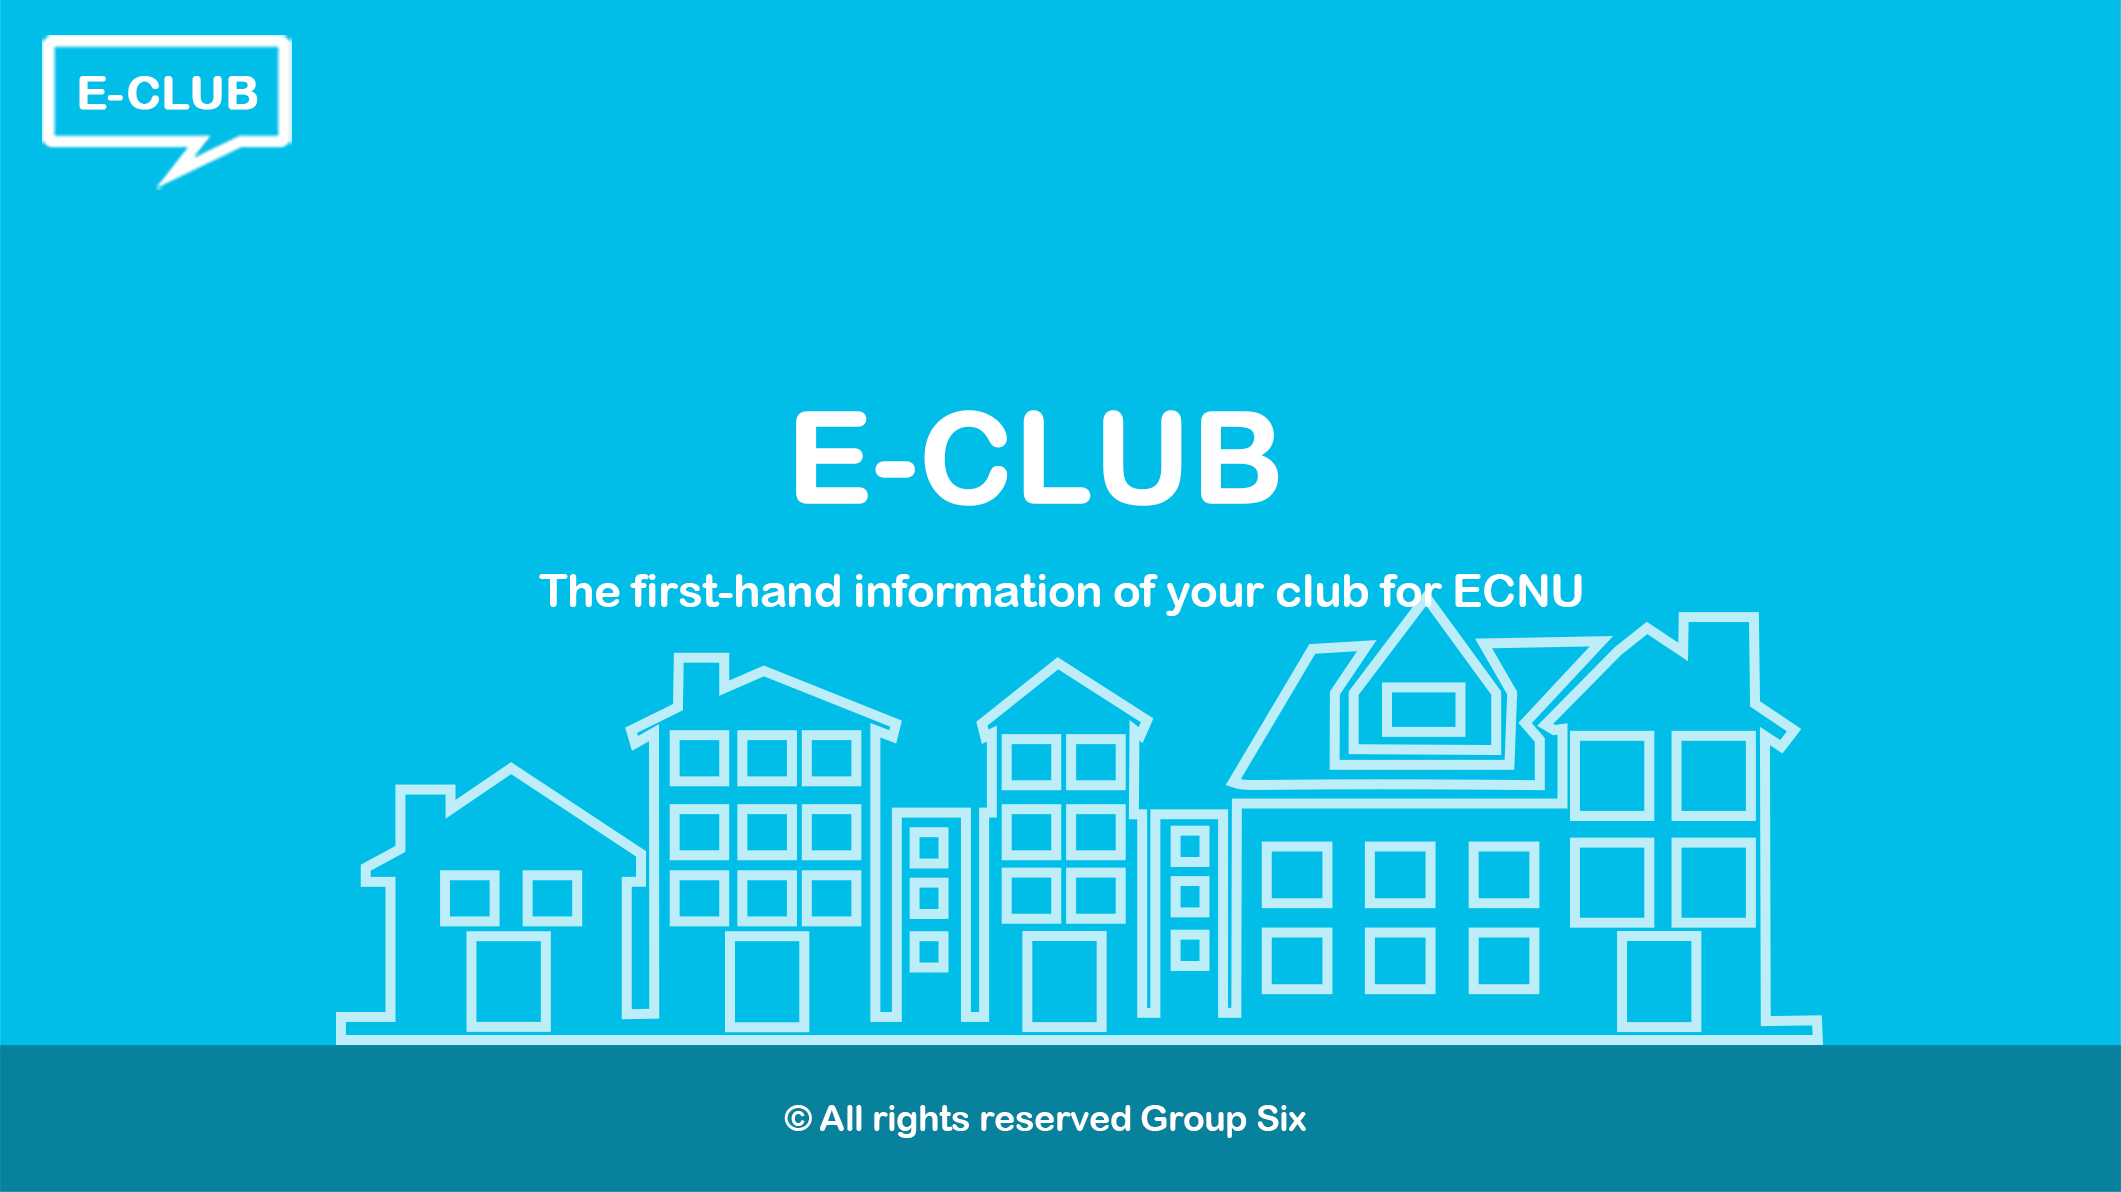 E-CLUB
E-CLUB
The first-hand information of your club for ECNU
© All rights reserved Group Six